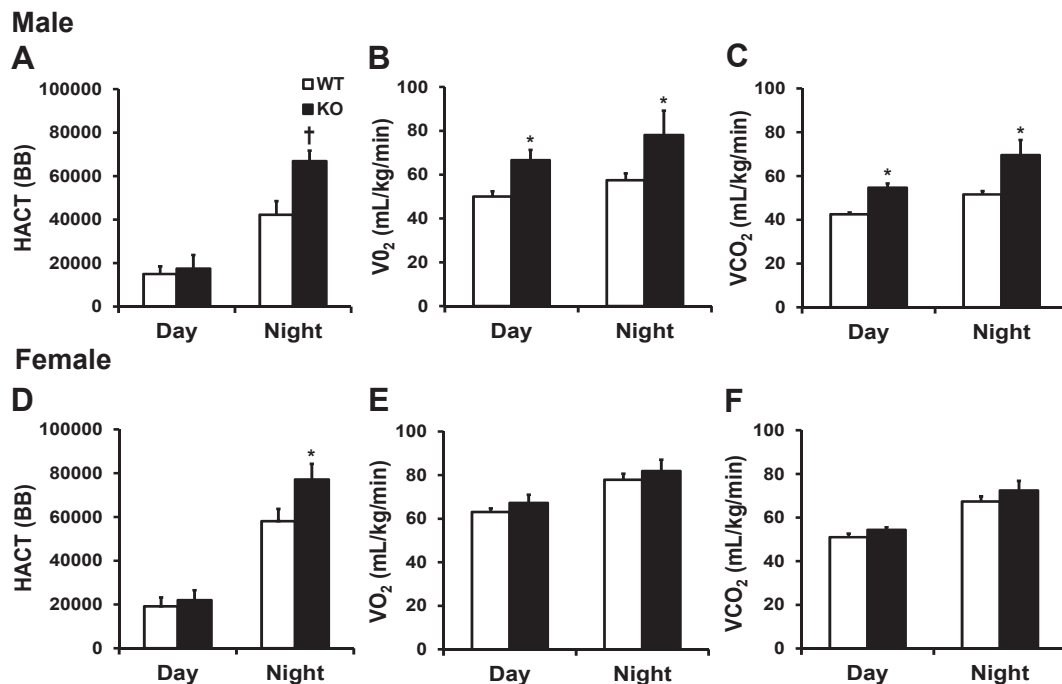 Male
A
HACT (BB)
100000
80000
60000
40000
20000
0
WT
KO
†
Day Night
B
V0₂ (mL/kg/min)
100
80
60
40
20
0
*
*
Day Night
C
VCO₂ (mL/kg/min)
100
80
60
40
20
0
*
*
Day Night
Female
D
HACT (BB)
100000
80000
60000
40000
20000
0
*
Day Night
E
VO₂ (mL/kg/min)
100
80
60
40
20
0
Day Night
F
VCO₂ (mL/kg/min)
100
80
60
40
20
0
Day Night